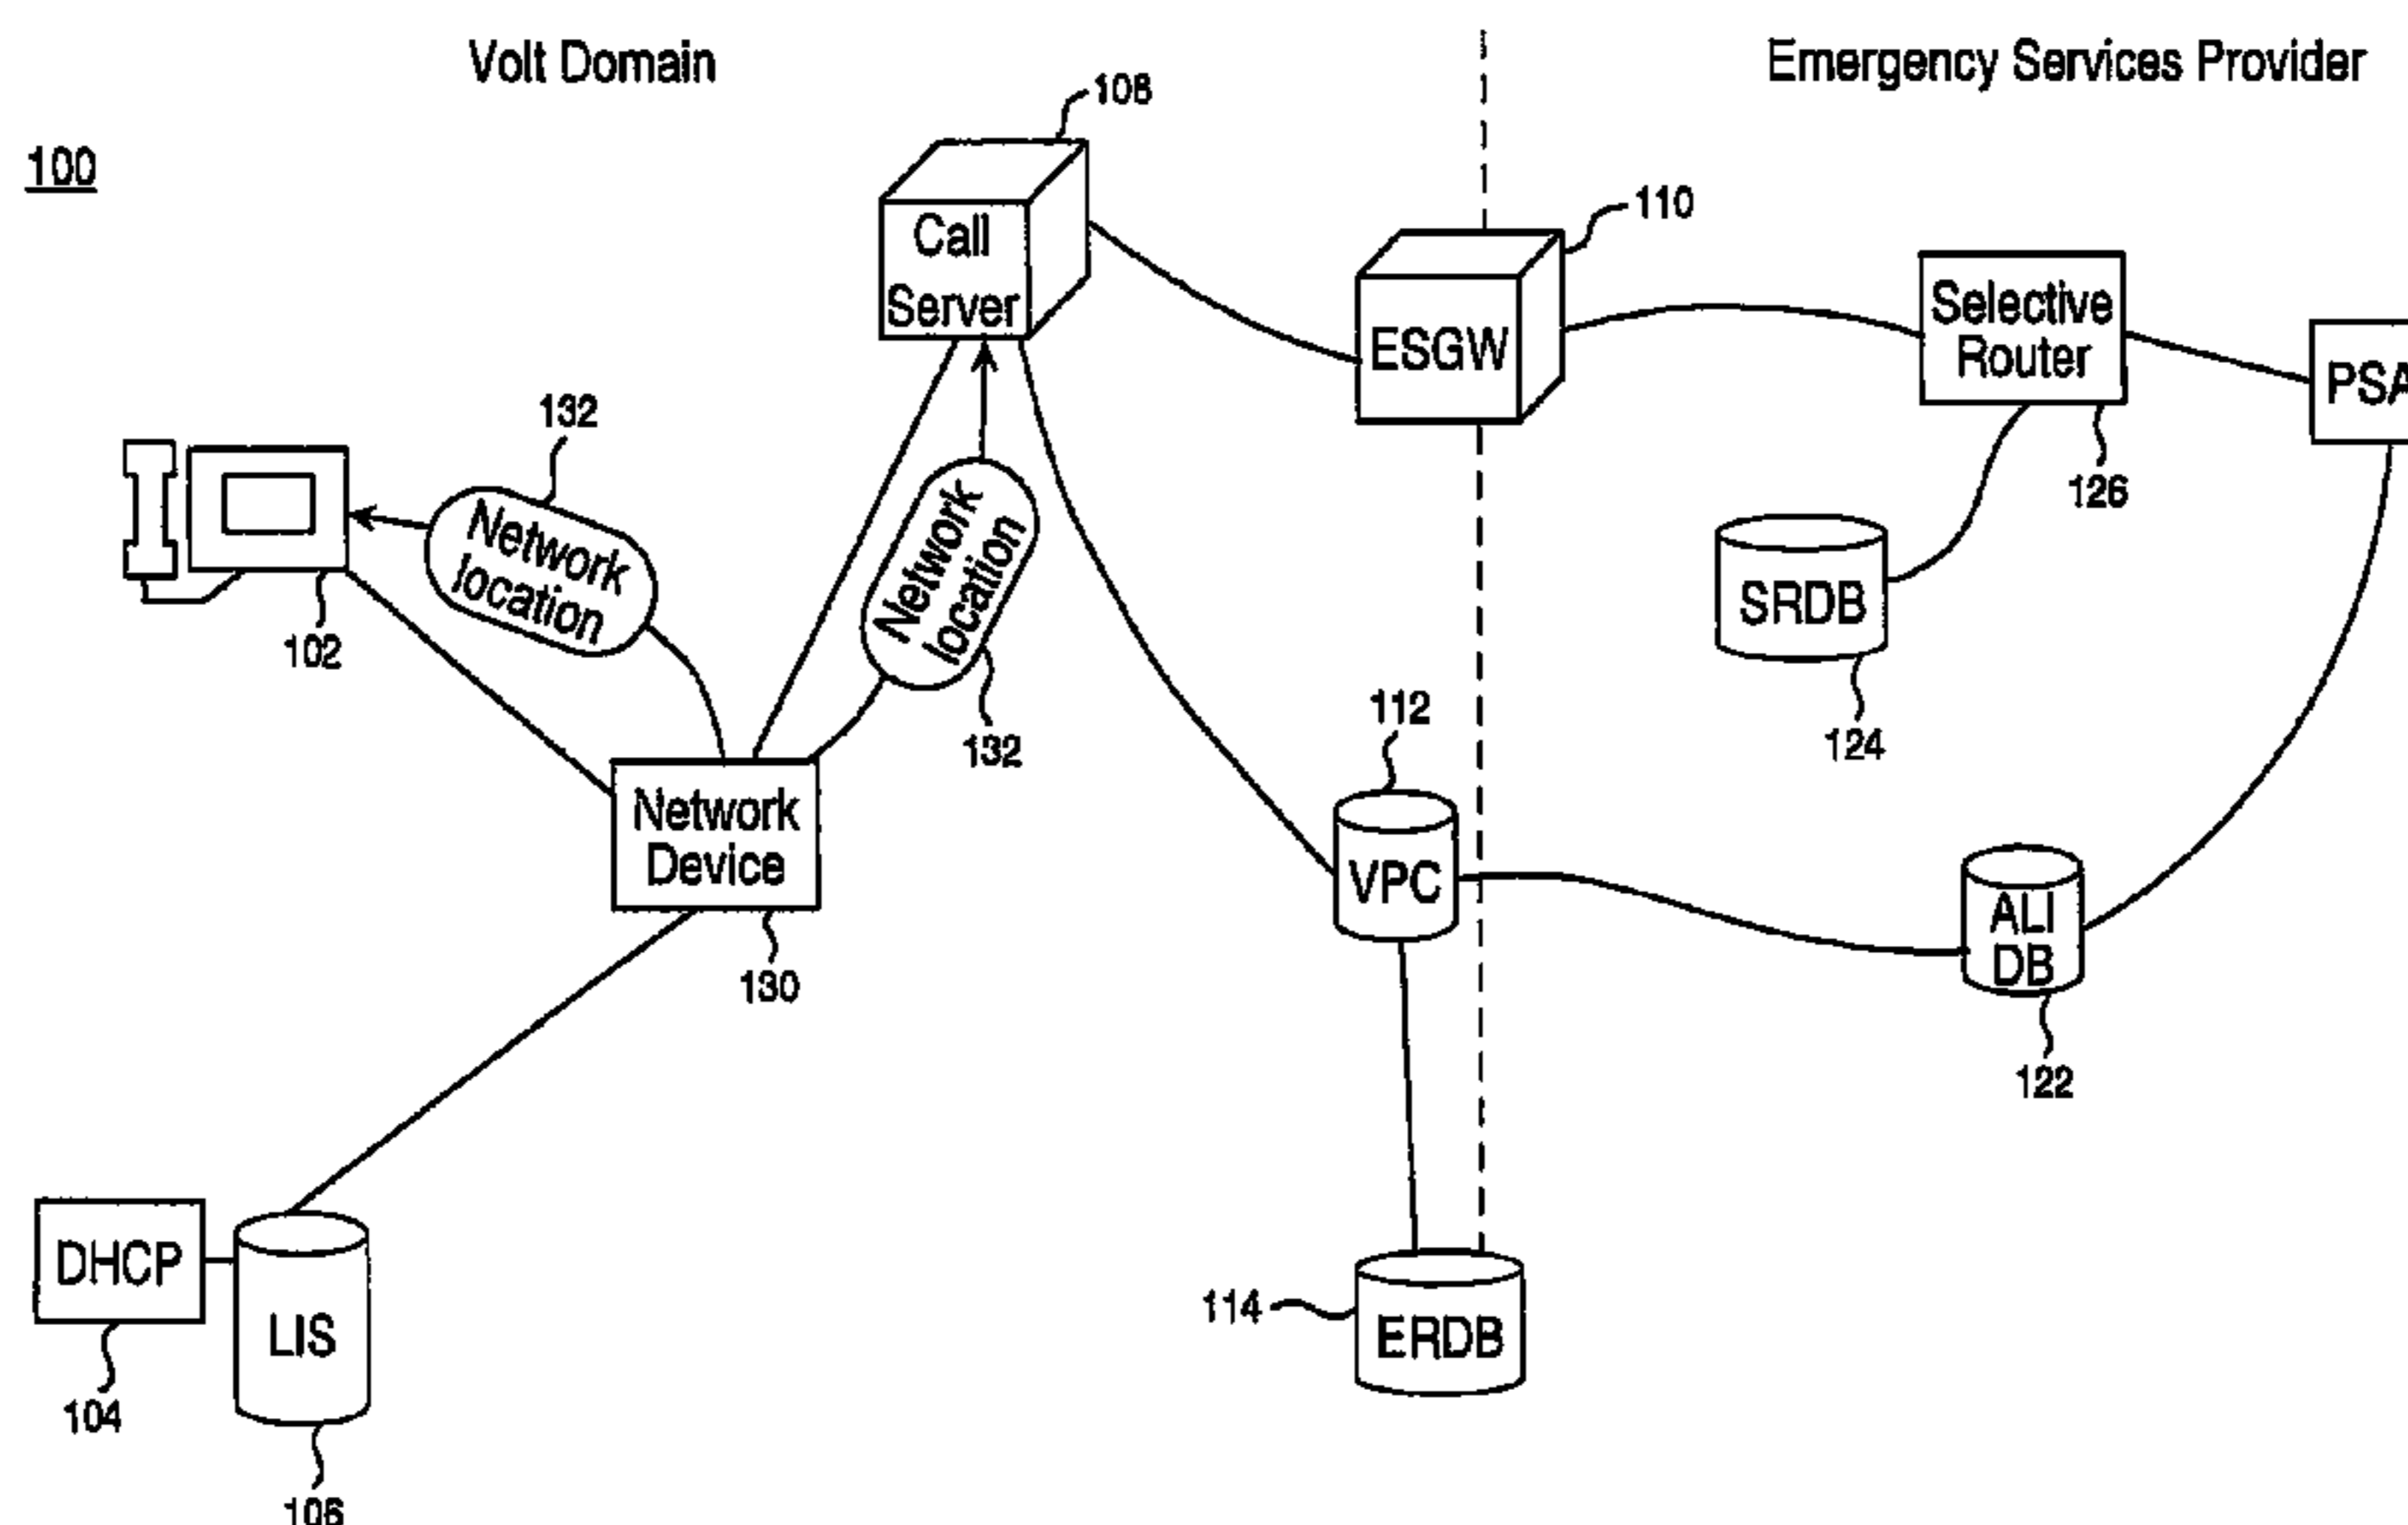 Volt Domain
Emergency Services Provider
100
108
Call
Server
110
ESGW
Selective
Router
126
PSA
132
Network
location
102
Network
location
132
SRDB
124
112
VPC
Network
Device
130
ALI
DB
122
DHCP
104
LIS
106
114
ERDB